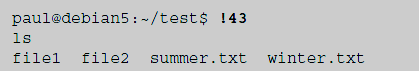 paul@debian5:~/test$ !43
ls
file1  file2  summer.txt  winter.txt